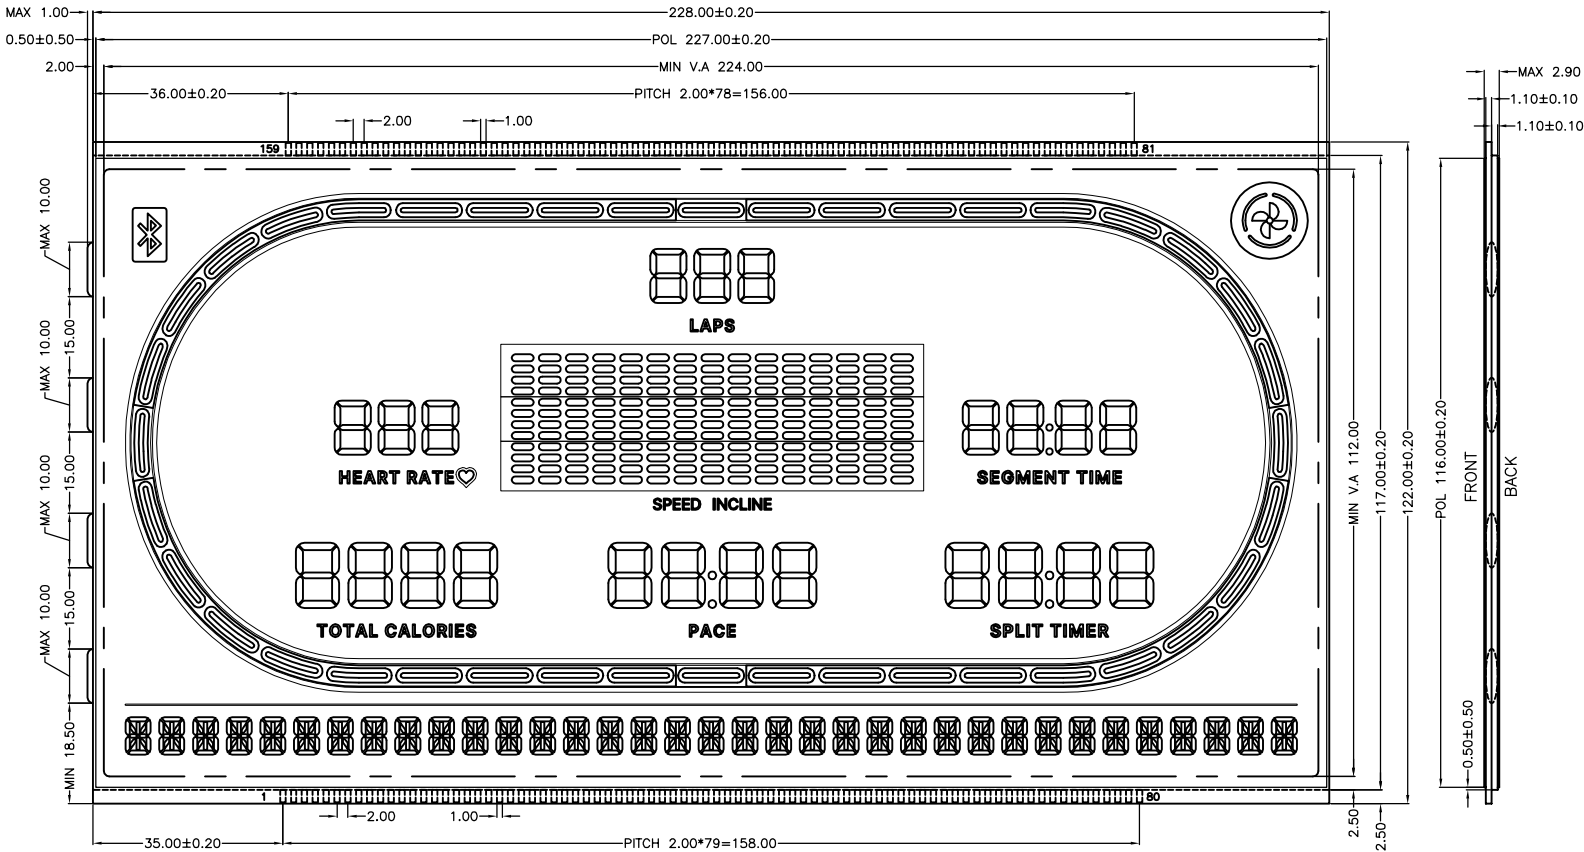 MAX 1.00
228.00±0.20
0.50±0.50
POL 227.00±0.20
2.00
MIN V.A 224.00
36.00±0.20
PITCH 2.00*78=156.00
2.00
1.00
159
81
MAX 2.90
1.10±0.10
1.10±0.10
MAX 10.00
15.00
MAX 10.00
15.00
MAX 10.00
15.00
MAX 10.00
MIN 18.50
LAPS
HEART RATE
SPEED INCLINE
SEGMENT TIME
TOTAL CALORIES
PACE
SPLIT TIMER
MIN V.A 112.00
117.00±0.20
122.00±0.20
POL 116.00±0.20
FRONT
BACK
0.50±0.50
1
80
2.00
1.00
2.50
2.50
35.00±0.20
PITCH 2.00*79=158.00